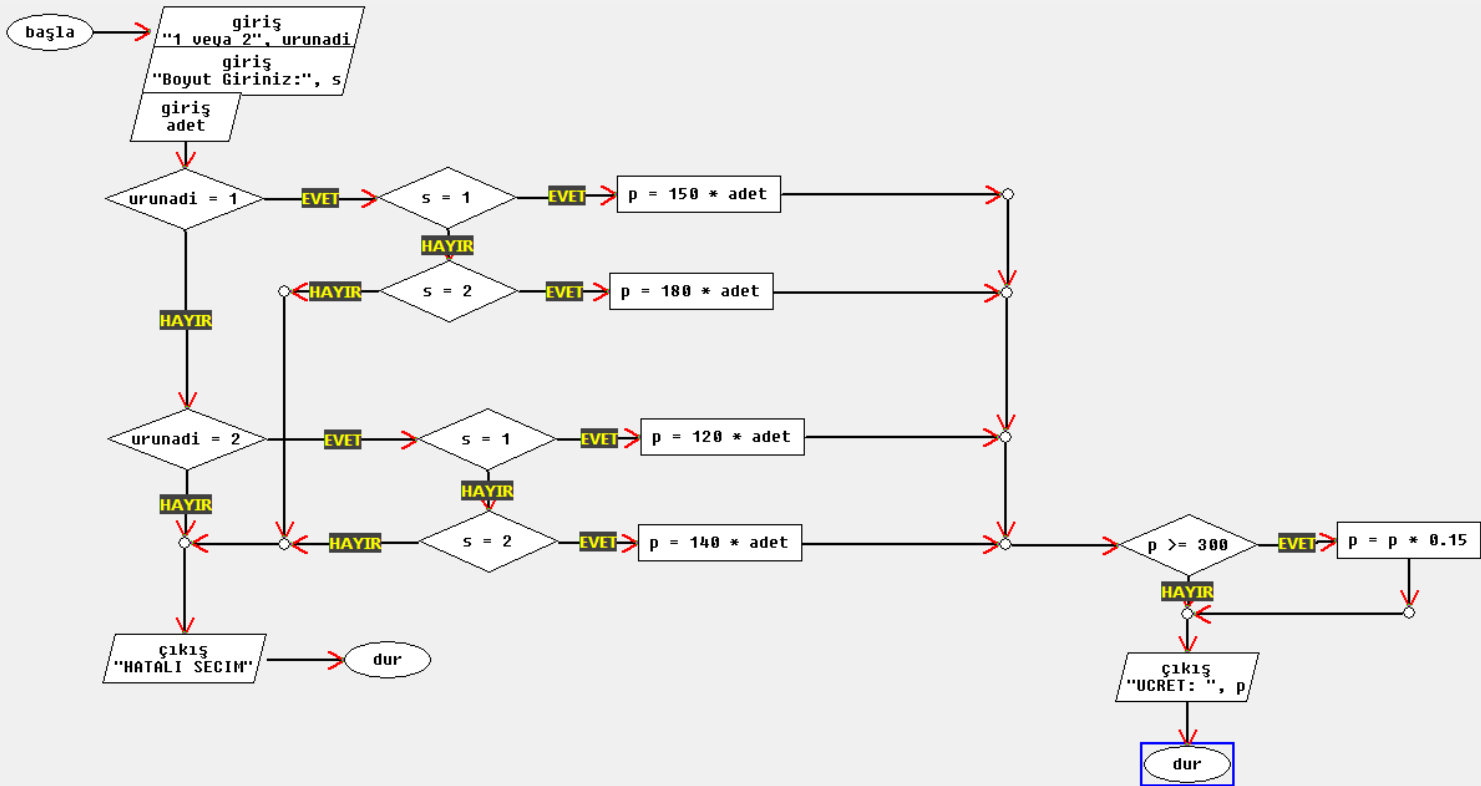 başla
giriş
"1 veya 2", urunadi
giriş
"Boyut Giriniz:", s
giriş
adet
urunadi = 1
EVET
s = 1
EVET
p = 150 * adet
HAYIR
HAYIR
s = 2
EVET
p = 180 * adet
HAYIR
urunadi = 2
EVET
s = 1
EVET
p = 120 * adet
HAYIR
HAYIR
HAYIR
s = 2
EVET
p = 140 * adet
p >= 300
EVET
p = p * 0.15
HAYIR
çıkış
"HATALI SECIM"
dur
çıkış
"UCRET: ", p
dur